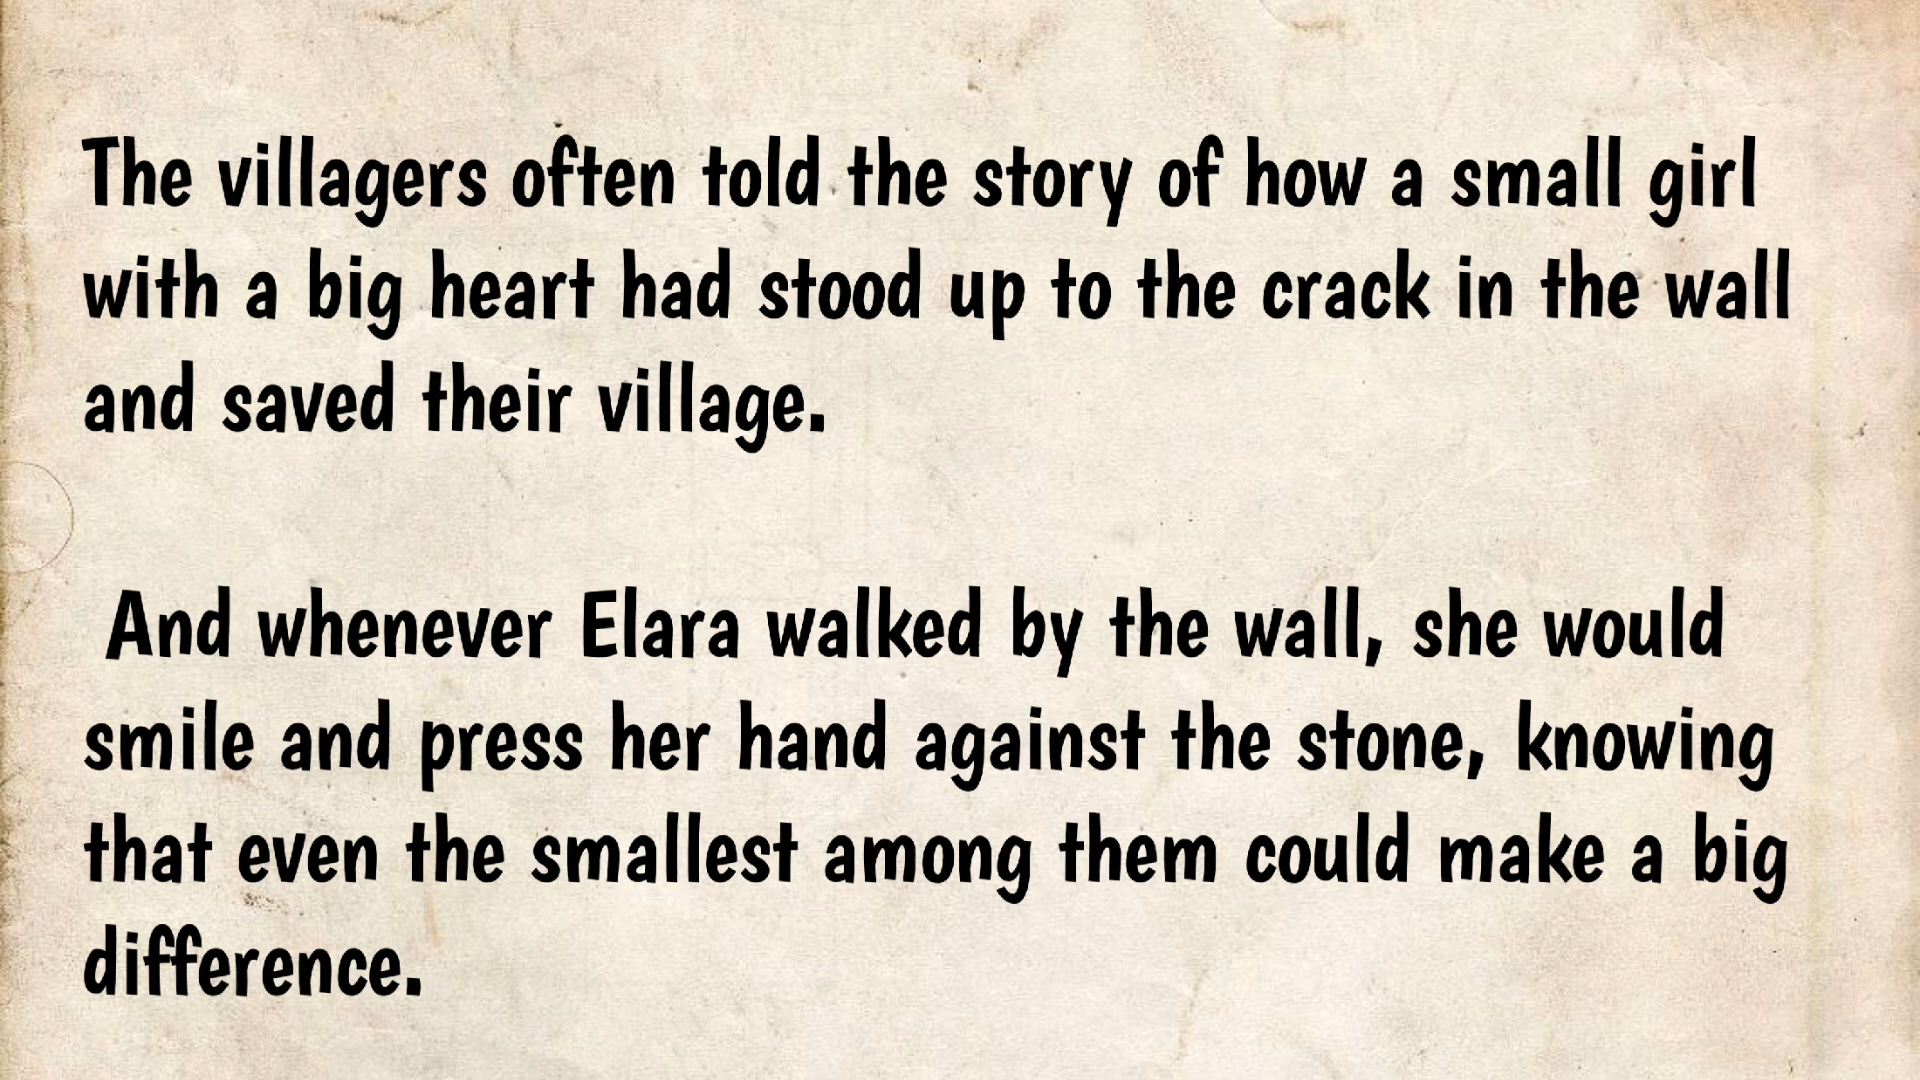 The villagers often told the story of how a small girl
with a big heart had stood up to the crack in the wall
and saved their village.
And whenever Elara walked by the wall, she would
smile and press her hand against the stone, knowing
that even the smallest among them could make a big
difference.